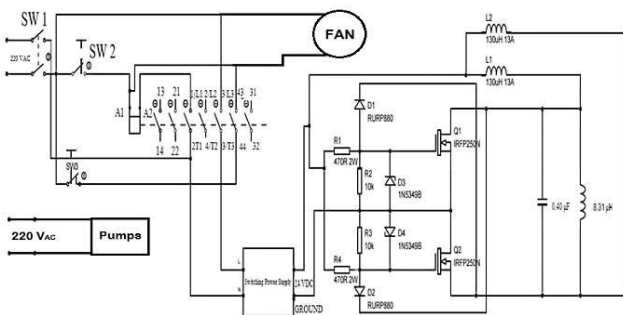 SW 1
220 VAC
SW 2
FAN
13 21 1/L1 2/L2 3/L3 43 31
A1 A2
14 22 2T1 4/T2 3/T3 44 32
SW3
220 VAC
Pumps
L
N
Switching Power Supply
24 VDC
GROUND
L2
130uH 13A
L1
130uH 13A
D1
RURP880
Q1
IRFP250N
R1
470R 2W
R2
10k
D3
1N5349B
R3
10k
D4
1N5349B
R4
470R 2W
Q2
IRFP250N
D2
RURP880
0.40 µF
8.31 µH